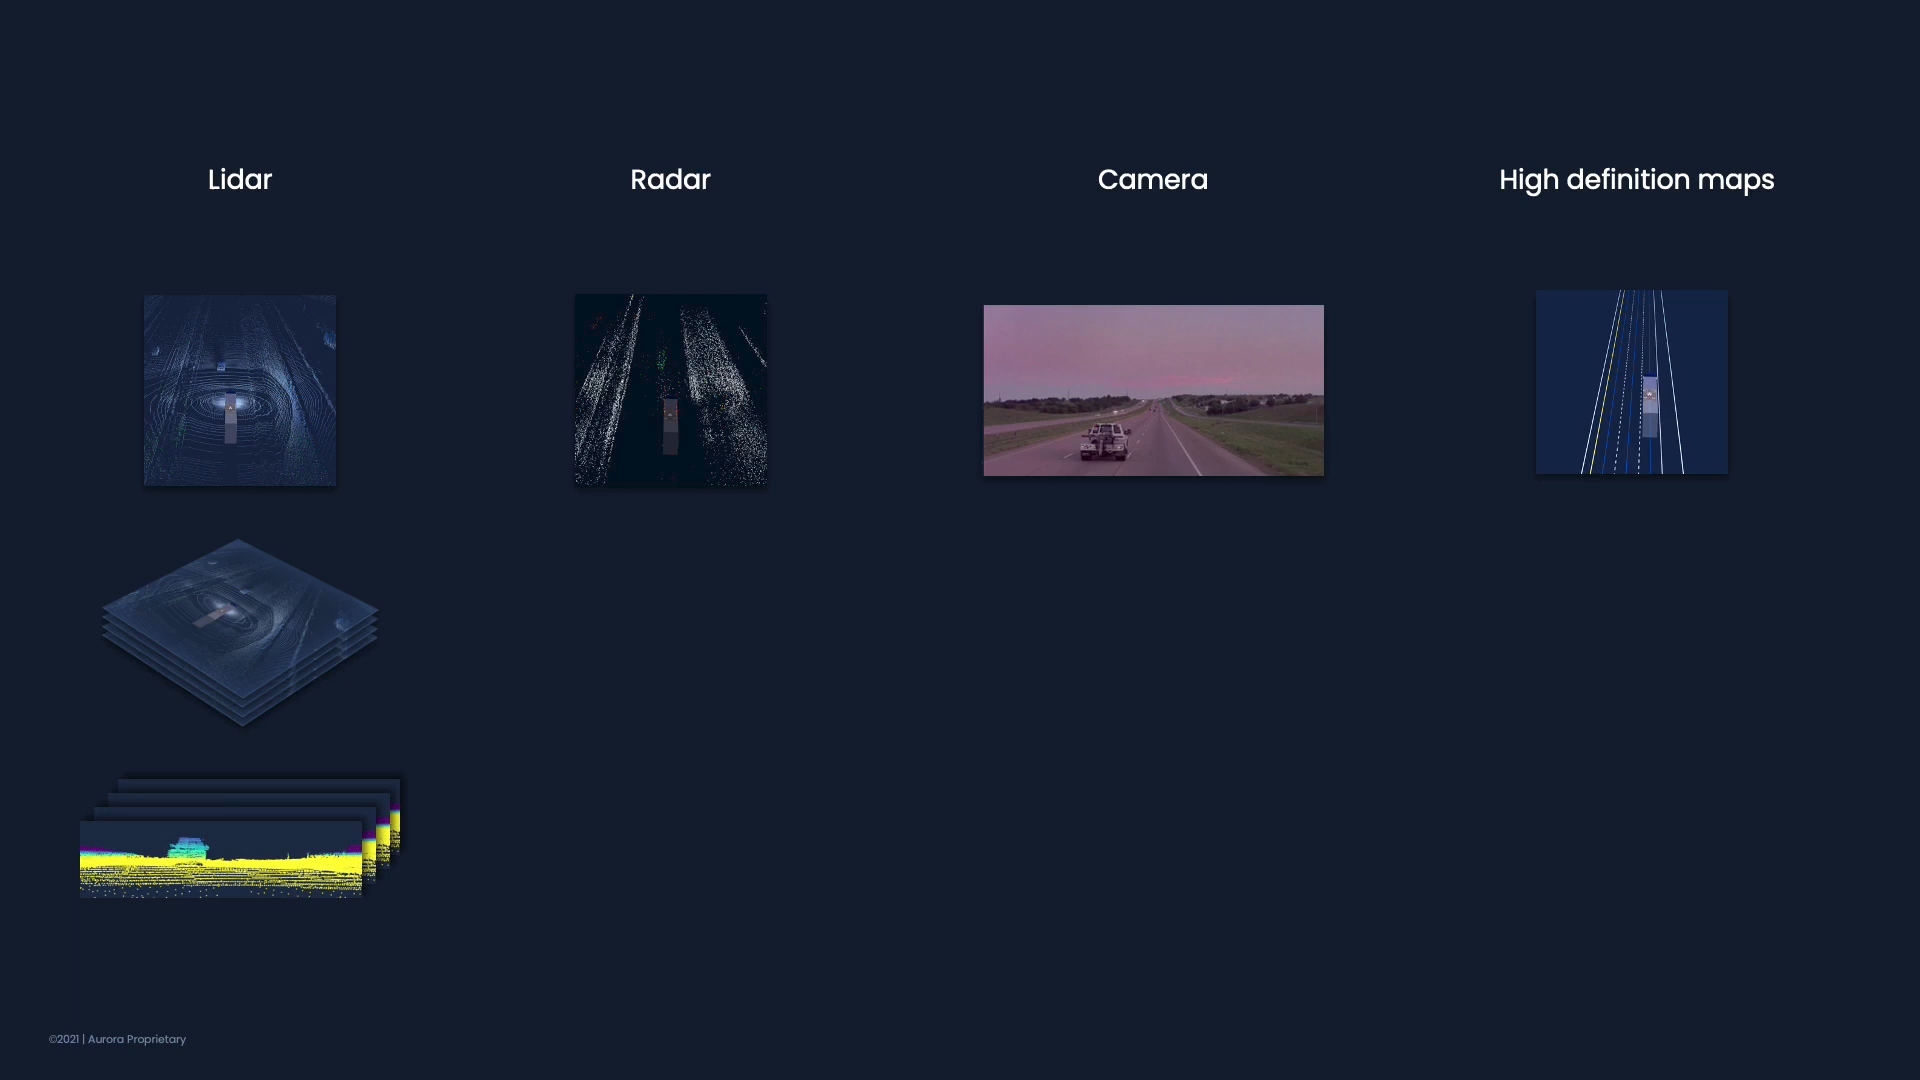 Lidar
Radar
Camera
High definition maps
©2021 | Aurora Proprietary